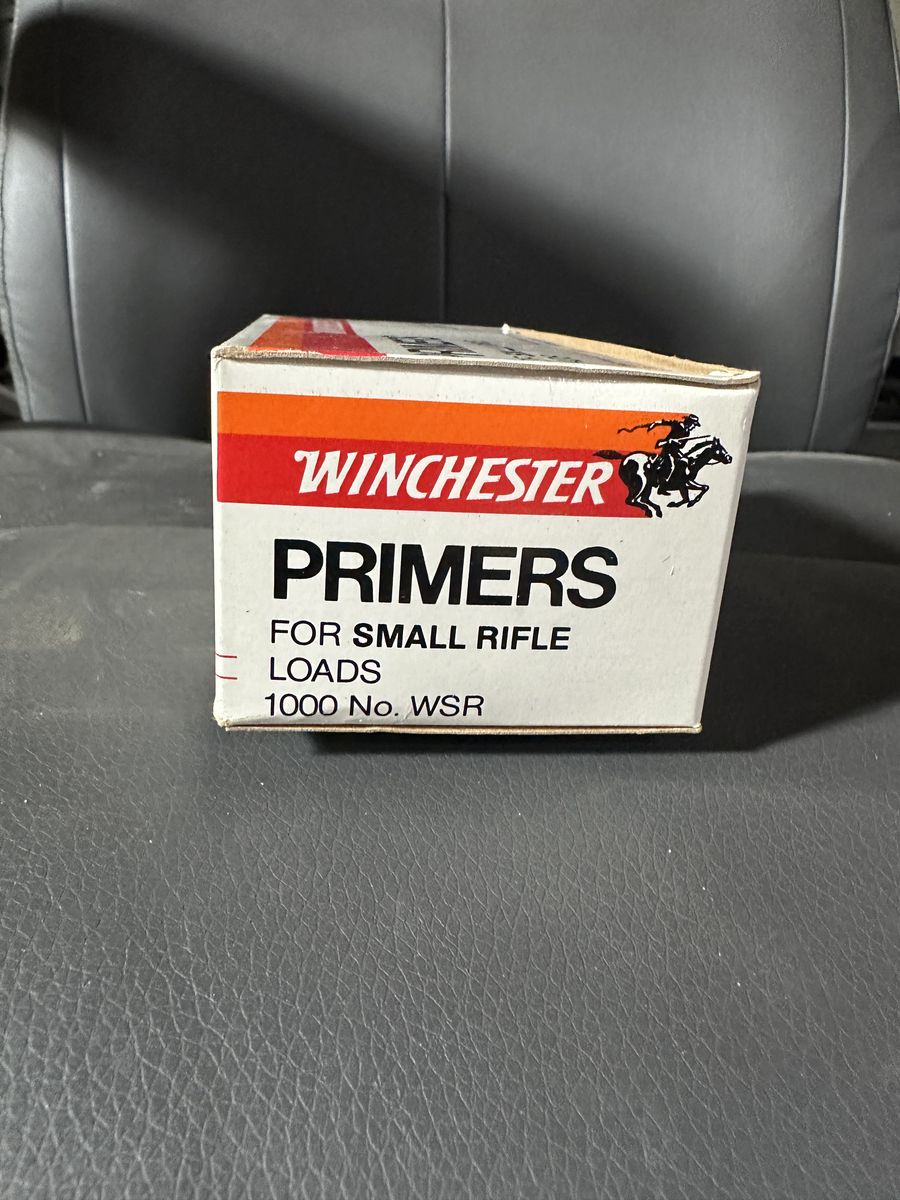 WINCHESTER
PRIMERS
FOR SMALL RIFLE
LOADS
1000 No. WSR